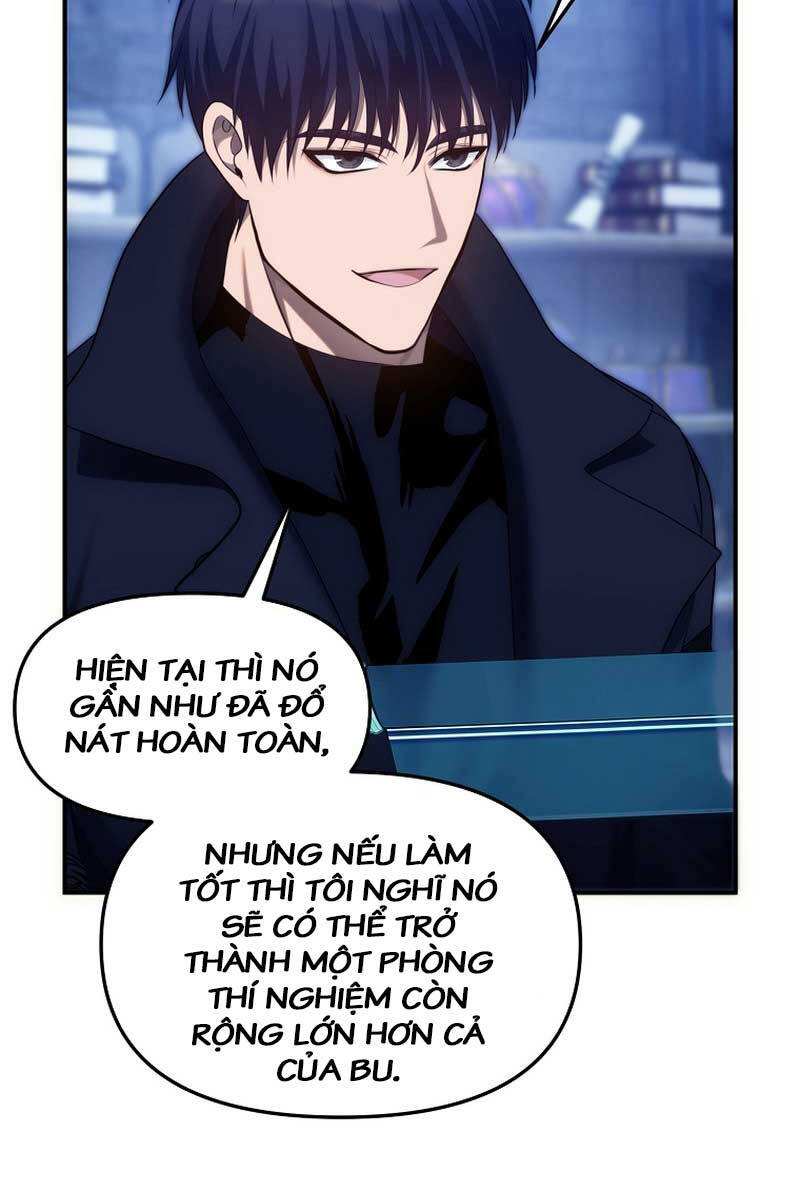 HIỆN TẠI THÌ NÓ
GẦN NHƯ ĐÃ ĐỔ
NÁT HOÀN TOÀN,
NHƯNG NẾU LÀM
TỐT THÌ TÔI NGHĨ NÓ
SẼ CÓ THỂ TRỞ
THÀNH MỘT PHÒNG
THÍ NGHIỆM CÒN
RỘNG LỚN HƠN CẢ
CỦA BU.